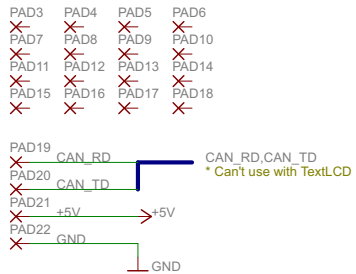 PAD3 PAD4 PAD5 PAD6
PAD7 PAD8 PAD9 PAD10
PAD11 PAD12 PAD13 PAD14
PAD15 PAD16 PAD17 PAD18
PAD19
CAN_RD CAN_RD,CAN_TD
PAD20 * Can't use with TextLCD
CAN_TD
PAD21
+5V +5V
PAD22
GND
GND